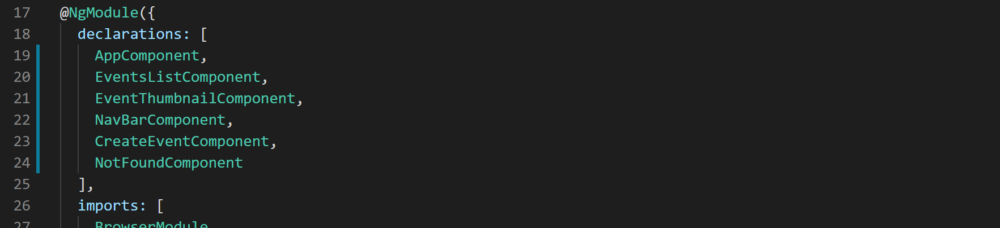 17 @NgModule({
18 declarations: [
19 AppComponent,
20 EventsListComponent,
21 EventThumbnailComponent,
22 NavBarComponent,
23 CreateEventComponent,
24 NotFoundComponent
25 ],
26 imports: [
27 BrowserModule